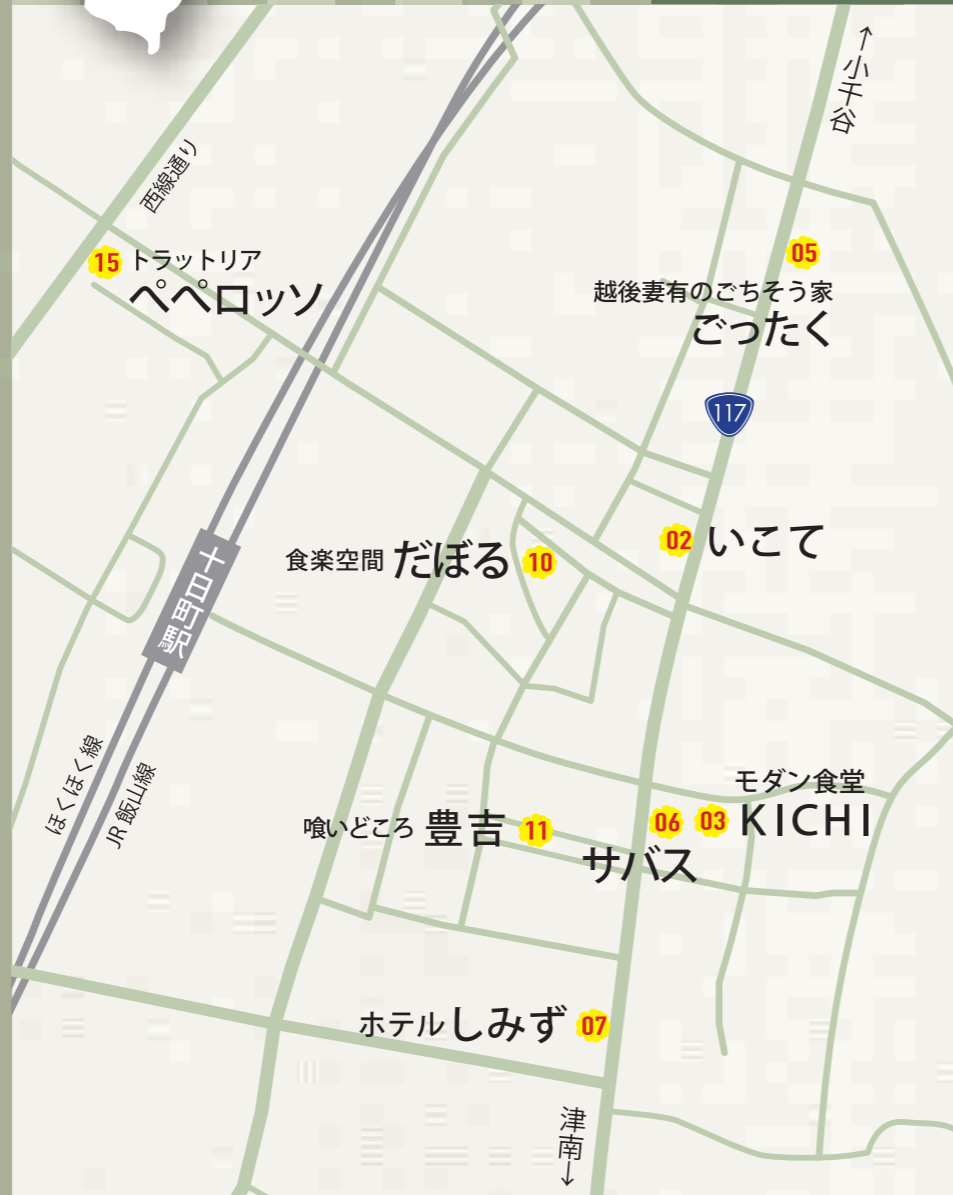 ↑小千谷
西線通り
15 トラットリア
ペペロッソ
05
越後妻有のごちそう家
ごったく
117
02 いこて
食楽空間 だぼる 10
十日町駅
ほくほく線
JR 飯山線
モダン食堂
06 03 KICHI
サバス
喰いどころ 豊吉 11
ホテルしみず 07
津南↓